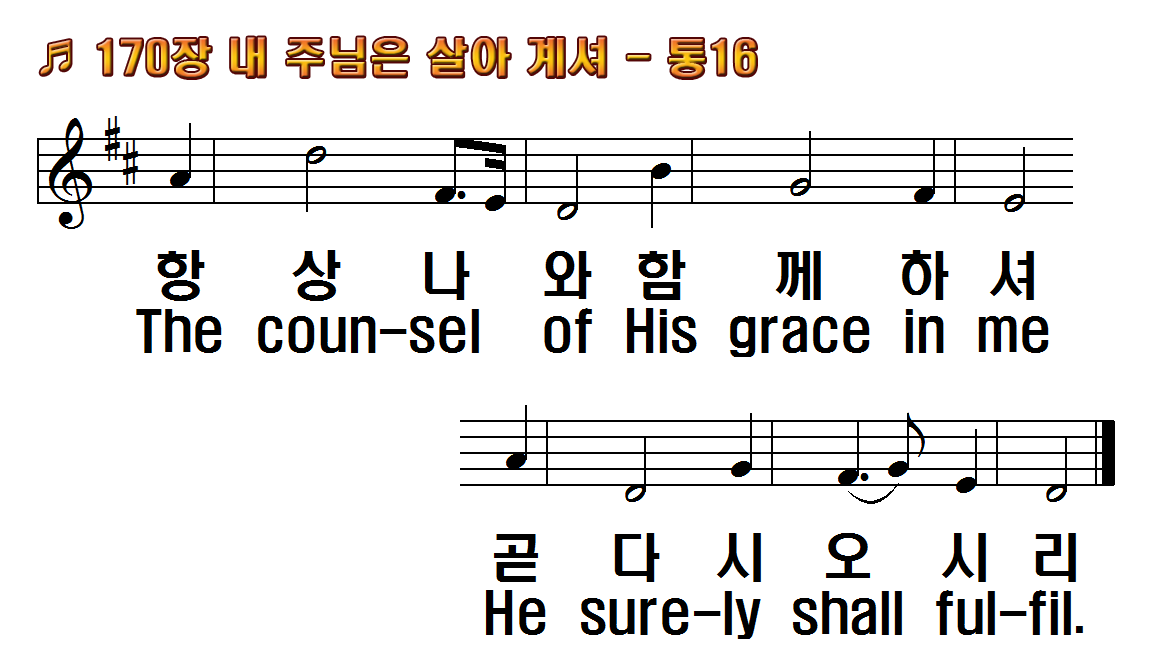 ♬ 170장 내 주님은 살아 계셔 - 통16
항 상 나 와 함 께 하 셔
The coun-sel of His grace in me
곧 다 시 오 시 리
He sure-ly shall ful-fil.